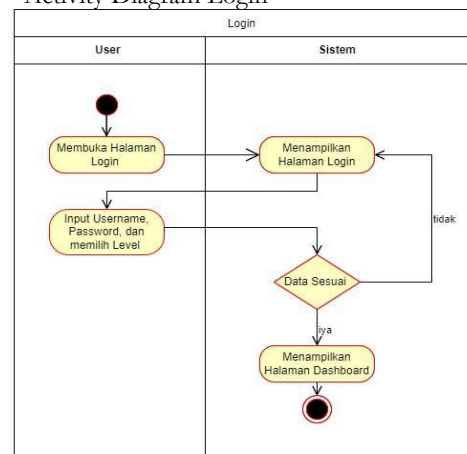 Activity Diagram Login
Login
User
Sistem
Membuka Halaman
Login
Menampilkan
Halaman Login
Input Username,
Password, dan
memilih Level
tidak
Data Sesuai
iya
Menampilkan
Halaman Dashboard